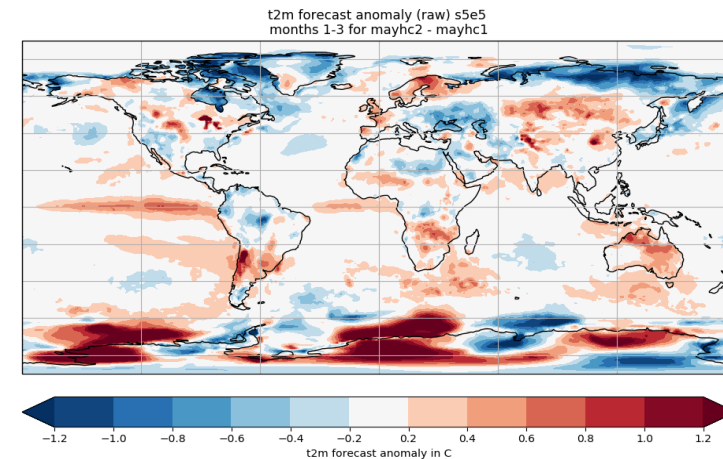 t2m forecast anomaly (raw) s5e5
months 1-3 for mayhc2 - mayhc1
−1.2 −1.0 −0.8 −0.6 −0.4 −0.2 0.2 0.4 0.6 0.8 1.0 1.2
t2m forecast anomaly in C